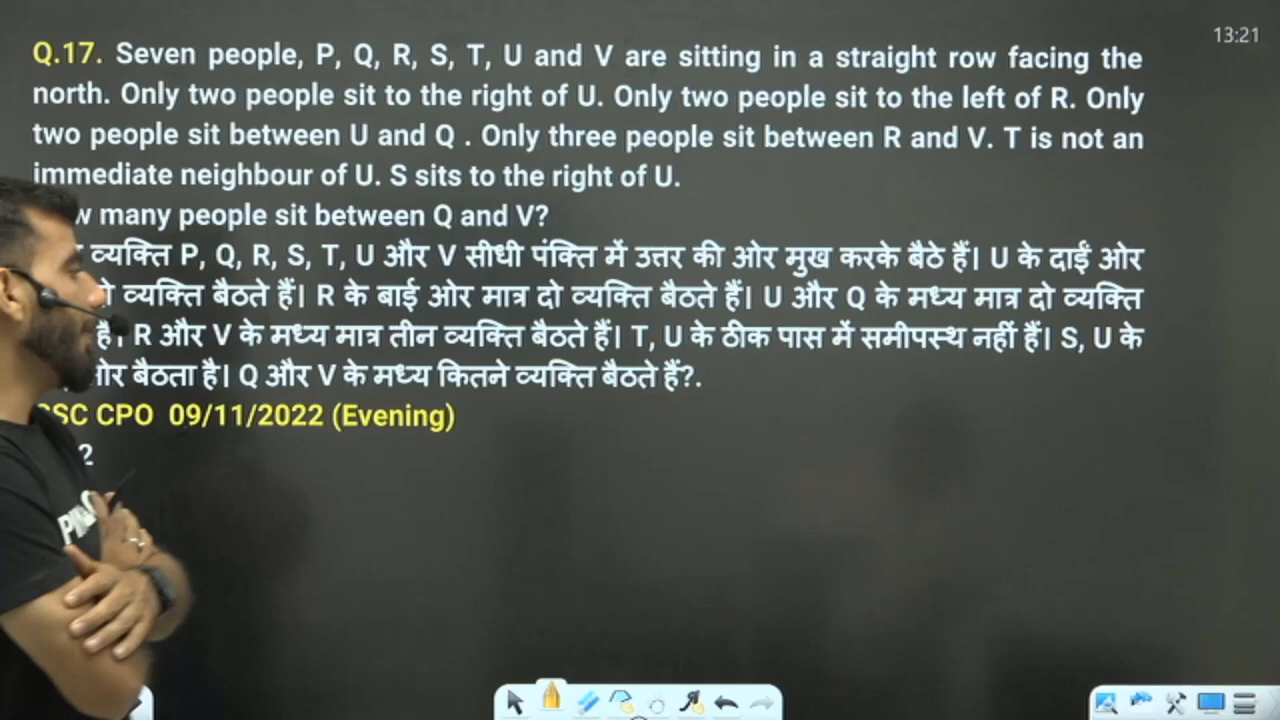 13:21
Q.17. Seven people, P, Q, R, S, T, U and V are sitting in a straight row facing the
north. Only two people sit to the right of U. Only two people sit to the left of R. Only
two people sit between U and Q . Only three people sit between R and V. T is not an
immediate neighbour of U. S sits to the right of U.
many people sit between Q and V?
व्यक्ति P, Q, R, S, T, U और V सीधी पंक्ति में उत्तर की ओर मुख करके बैठे हैं। U के दाईं ओर
व्यक्ति बैठते हैं। R के बाई ओर मात्र दो व्यक्ति बैठते हैं। U और Q के मध्य मात्र दो व्यक्ति
है, R और V के मध्य मात्र तीन व्यक्ति बैठते हैं। T, U के ठीक पास में समीपस्थ नहीं हैं। S, U के
बैठता है। Q और V के मध्य कितने व्यक्ति बैठते हैं?.
SSC CPO 09/11/2022 (Evening)
2